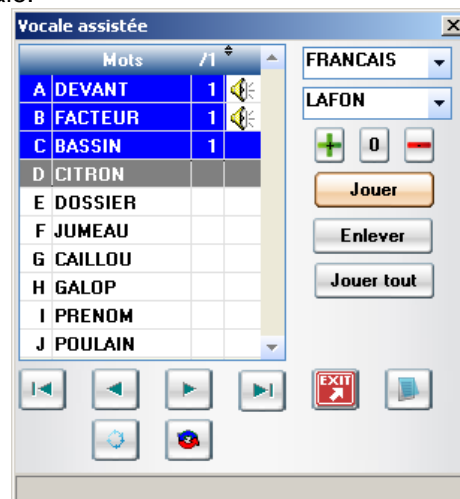 Vocale assistée
Mots /1
A DEVANT 1
B FACTEUR 1
C BASSIN 1
D CITRON
E DOSSIER
F JUMEAU
G CAILLOU
H GALOP
I PRENOM
J POULAIN
FRANCAIS
LAFON
0
Jouer
Enlever
Jouer tout
EXIT